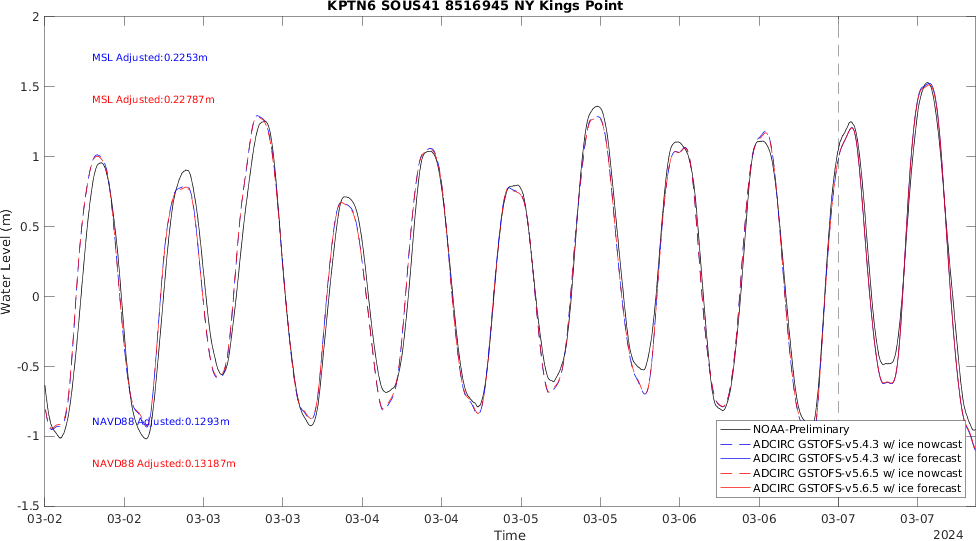 KPTN6 SOUS41 8516945 NY Kings Point
2
1.5
1
0.5
0
-0.5
-1
-1.5
Water Level (m)
MSL Adjusted:0.2253m
MSL Adjusted:0.22787m
NAVD88 Adjusted:0.1293m
NAVD88 Adjusted:0.13187m
NOAA-Preliminary
ADCIRC GSTOFS-v5.4.3 w/ ice nowcast
ADCIRC GSTOFS-v5.4.3 w/ ice forecast
ADCIRC GSTOFS-v5.6.5 w/ ice nowcast
ADCIRC GSTOFS-v5.6.5 w/ ice forecast
03-02 03-02 03-03 03-03 03-04 03-04 03-05 03-05 03-06 03-06 03-07 03-07
Time
2024